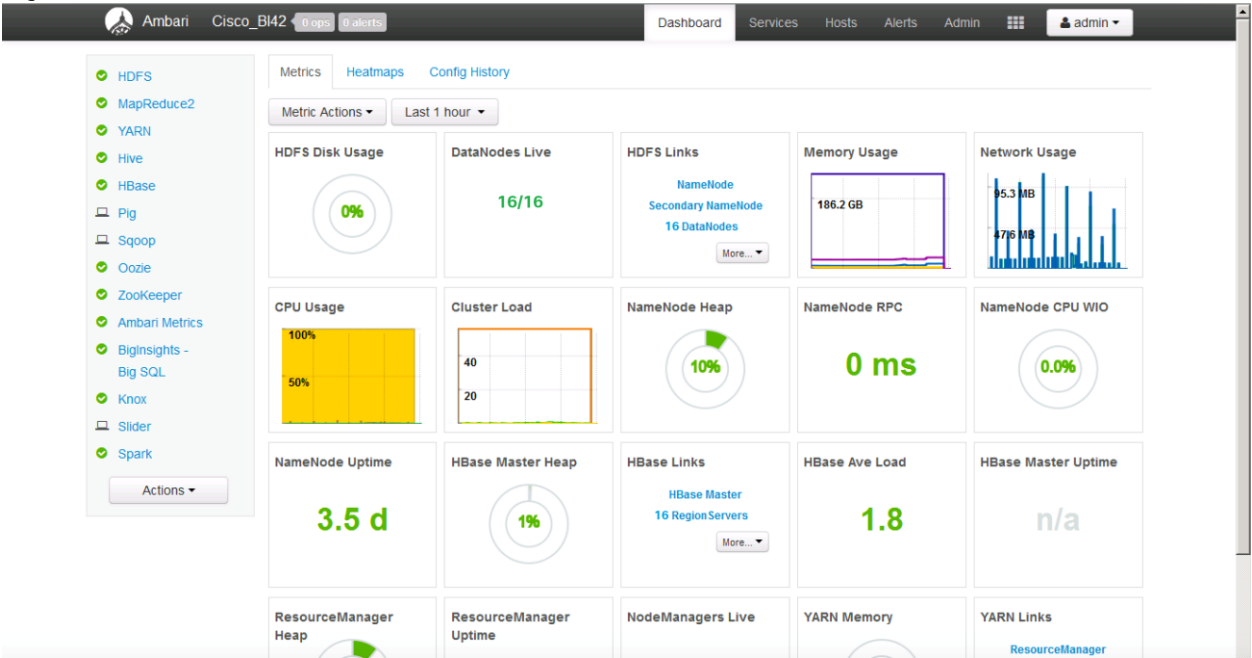 Ambari Cisco_BI42 0 ops 0 alerts Dashboard Services Hosts Alerts Admin admin
HDFS
MapReduce2
YARN
Hive
HBase
Pig
Sqoop
Oozie
ZooKeeper
Ambari Metrics
BigInsights -
Big SQL
Knox
Slider
Spark
Actions
Metrics Heatmaps Config History
Metric Actions Last 1 hour
HDFS Disk Usage
0%
DataNodes Live
16/16
HDFS Links
NameNode
Secondary NameNode
16 DataNodes
More...
Memory Usage
186.2 GB
Network Usage
95.3 MB
47.6 MB
CPU Usage
100%
50%
Cluster Load
40
20
NameNode Heap
10%
NameNode RPC
0 ms
NameNode CPU WIO
0.0%
NameNode Uptime
3.5 d
HBase Master Heap
1%
HBase Links
HBase Master
16 RegionServers
More...
HBase Ave Load
1.8
HBase Master Uptime
n/a
ResourceManager
Heap
ResourceManager
Uptime
NodeManagers Live
YARN Memory
YARN Links
ResourceManager